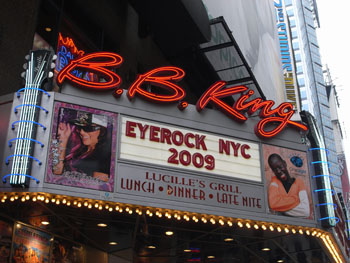 B.B. King
EYEROCK NYC
2009
LUCILLE'S GRILL
LUNCH • DINNER • LATE NITE